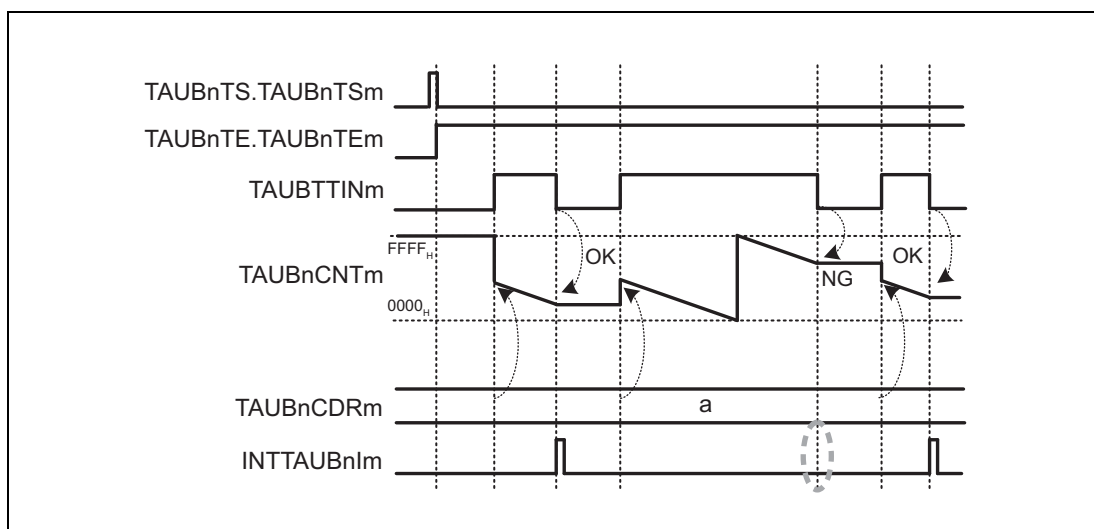 TAUBnTS.TAUBnTSm
TAUBnTE.TAUBnTEm
TAUBTTINm
FFFFH
OK
OK
TAUBnCNTm
NG
0000H
a
TAUBnCDRm
INTTAUBnIm